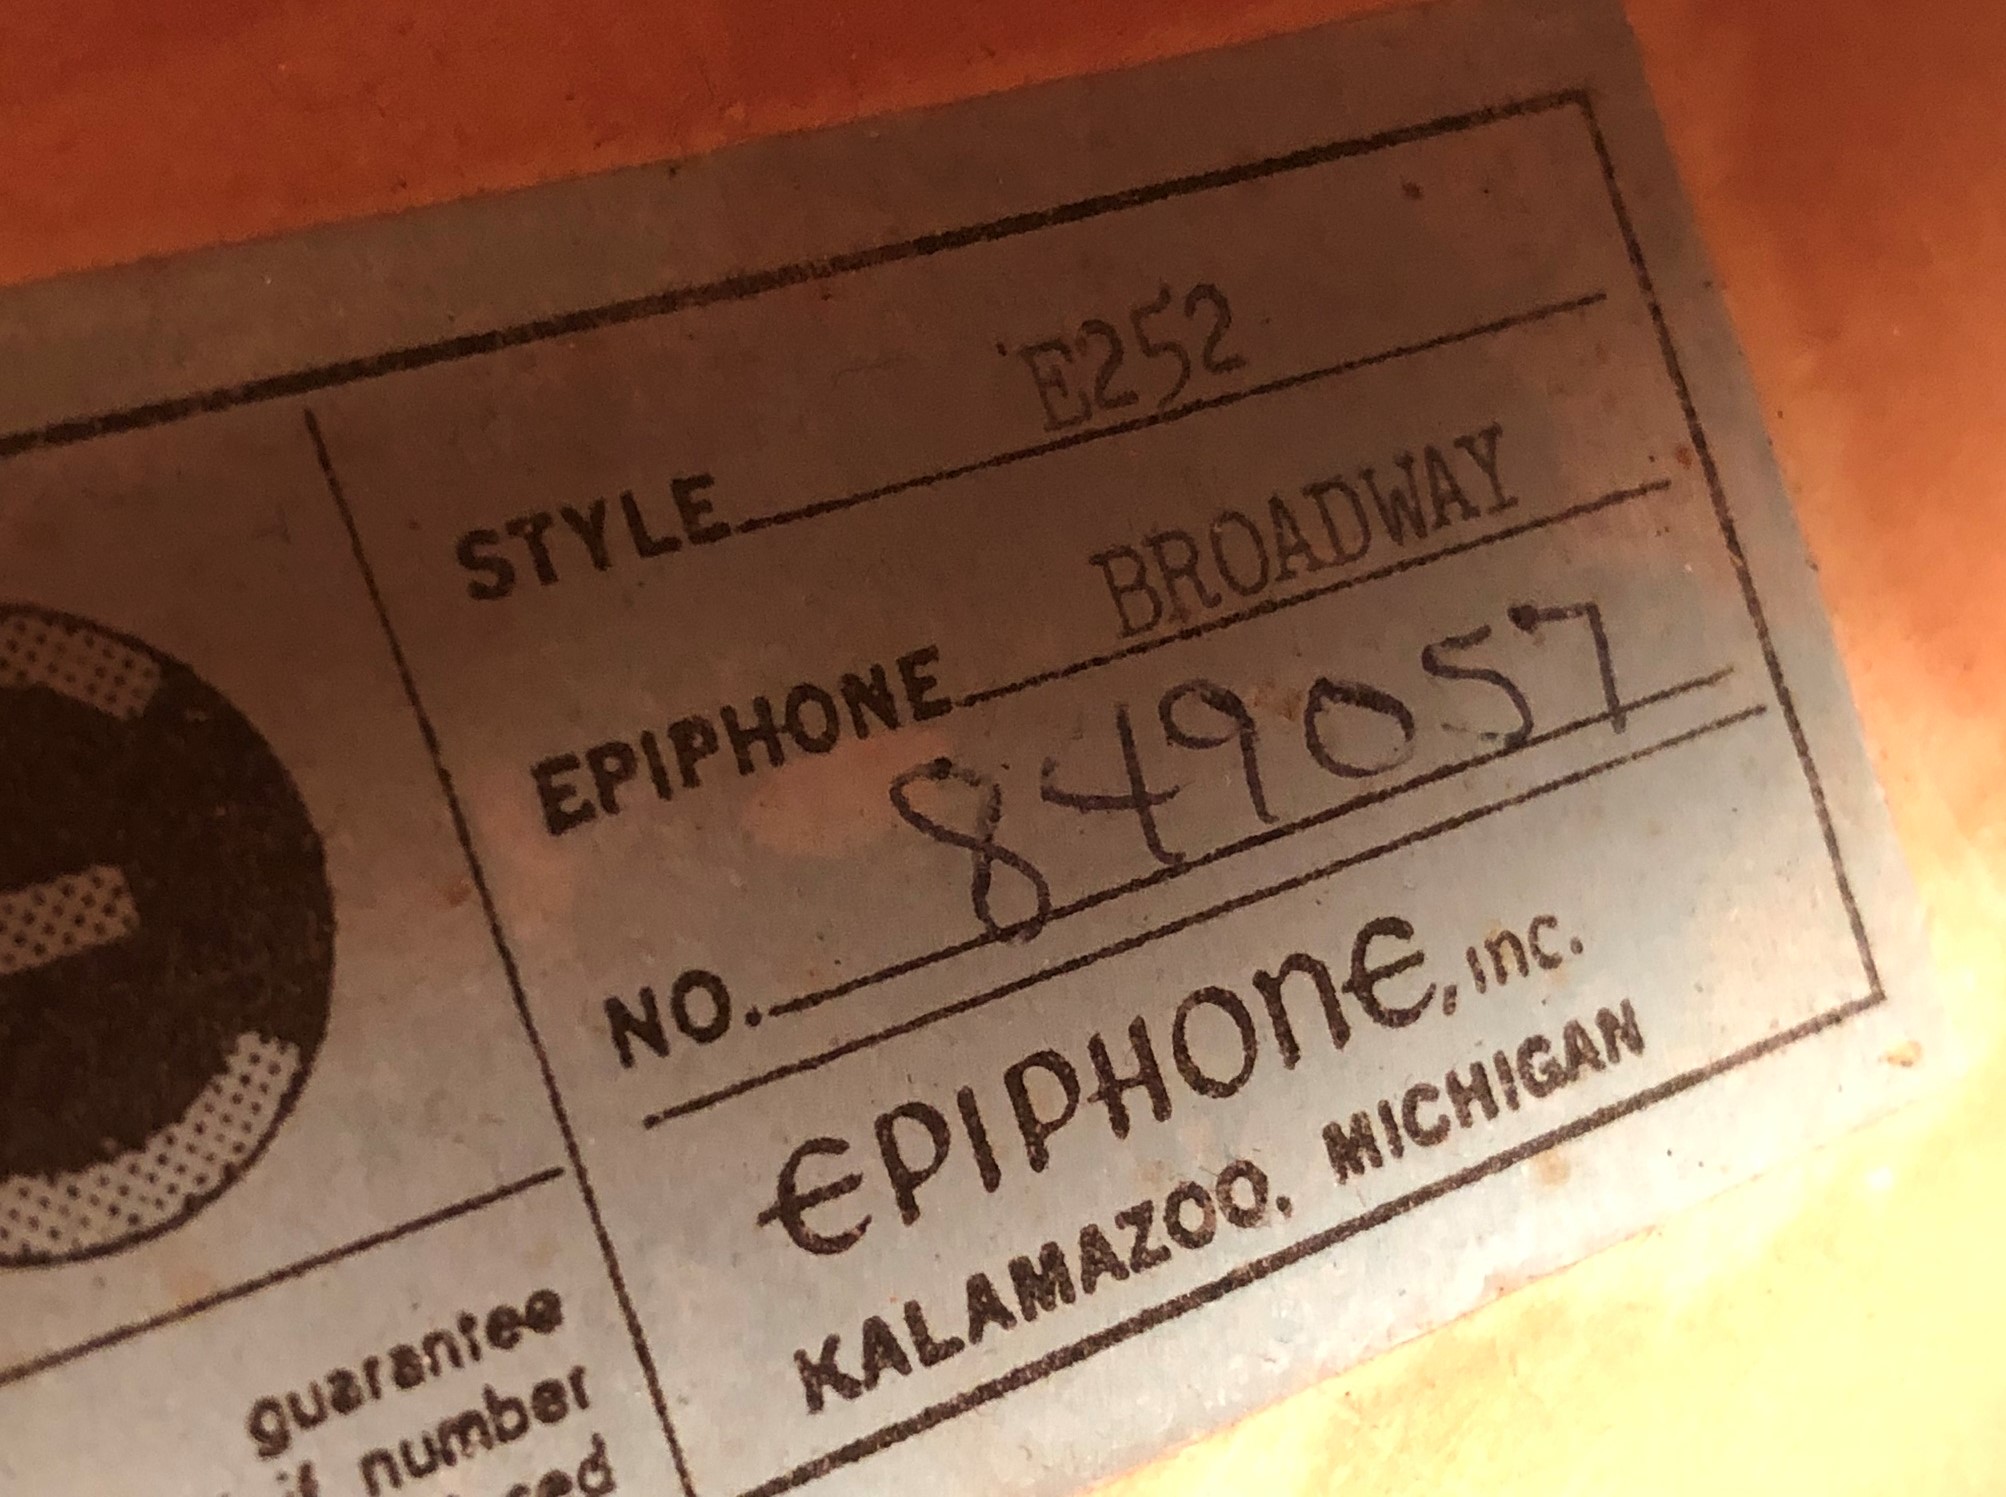 STYLE E252
EPIPHONE BROADWAY
NO. 849057
EPIPHONE, inc.
KALAMAZOO, MICHIGAN
guarantee
if number